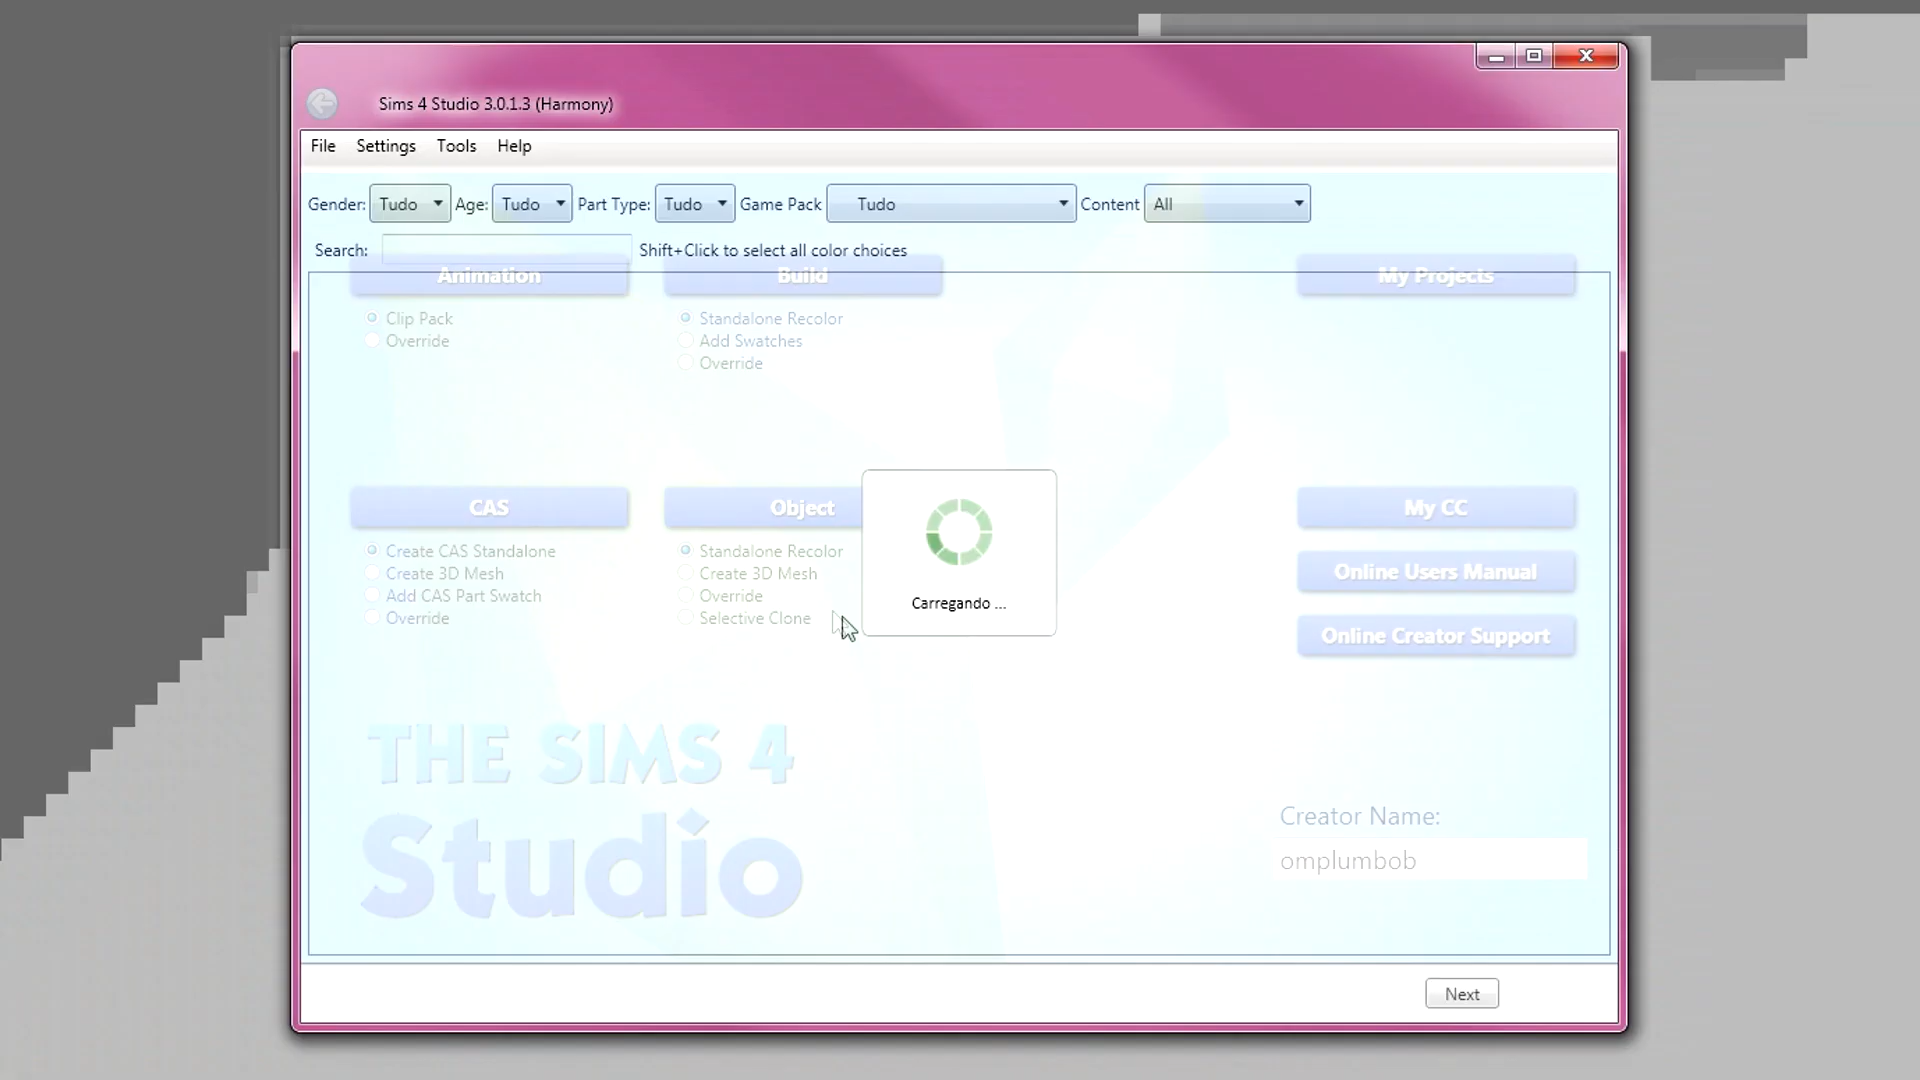 Sims 4 Studio 3.0.1.3 (Harmony)
File Settings Tools Help
Gender: Tudo Age: Tudo Part Type: Tudo Game Pack Tudo Content All
Search: Shift+Click to select all color choices
Animation Build My Projects
Clip Pack Standalone Recolor
Override Add Swatches
Override
CAS Object My CC
Create CAS Standalone Standalone Recolor
Create 3D Mesh Create 3D Mesh Online Users Manual
Add CAS Part Swatch Override
Override Selective Clone
Carregando ...
Online Creator Support
THE SIMS 4
Studio
Creator Name:
omplumbob
Next